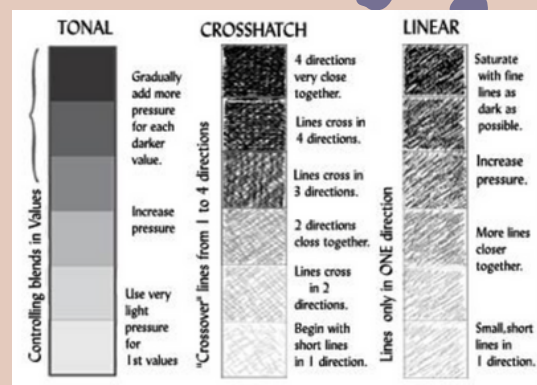 TONAL
Controlling blends in Values
Gradually
add more
pressure
for each
darker
value.
Increase
pressure
Use very
light
pressure
for
1st values
CROSSHATCH
"Crossover" lines from 1 to 4 directions
4 directions
very close
together.
Lines cross in
4 directions.
Lines cross in
3 directions.
2 directions
closs together.
Lines cross
in 2
directions.
Begin with
short lines
in 1 direction.
LINEAR
Lines only in ONE direction
Saturate
with fine
lines as
dark as
possible.
Increase
pressure.
More lines
closer
together.
Small,short
lines in
1 direction.